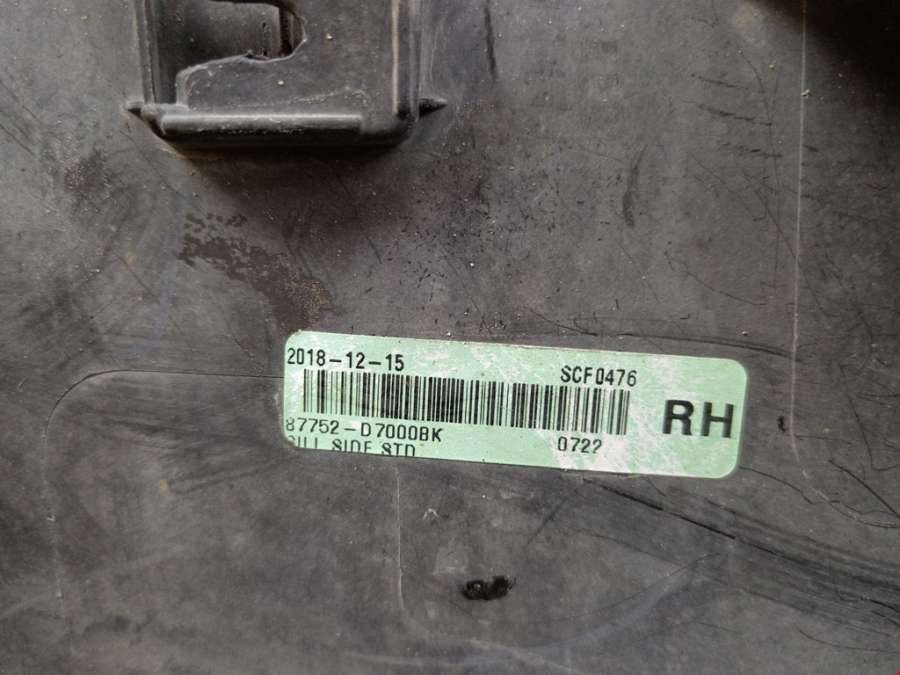 2018-12-15 SCF0476
RH
87752-D7000BK 0722
SILL SIDE STD